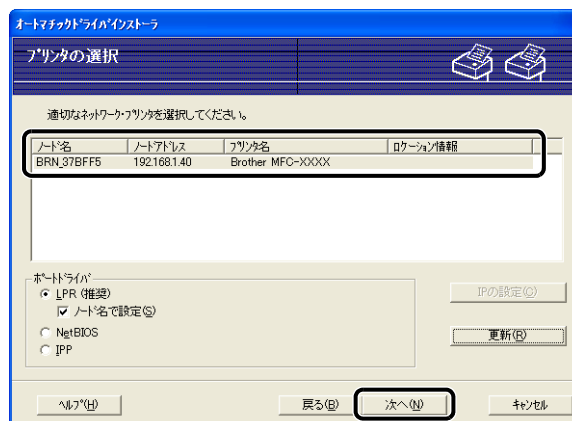 オートマチックドライバインストーラ
プリンタの選択
適切なネットワーク・プリンタを選択してください。
ノード名 ノードアドレス プリンタ名 ロケーション情報
BRN_37BFF5 192.168.1.40 Brother MFC-XXXX
ポートドライバ
LPR (推奨)
ノード名で設定(S)
NetBIOS
IPP
IPの設定(C)
更新(R)
ヘルプ(H) 戻る(B) 次へ(N) キャンセル